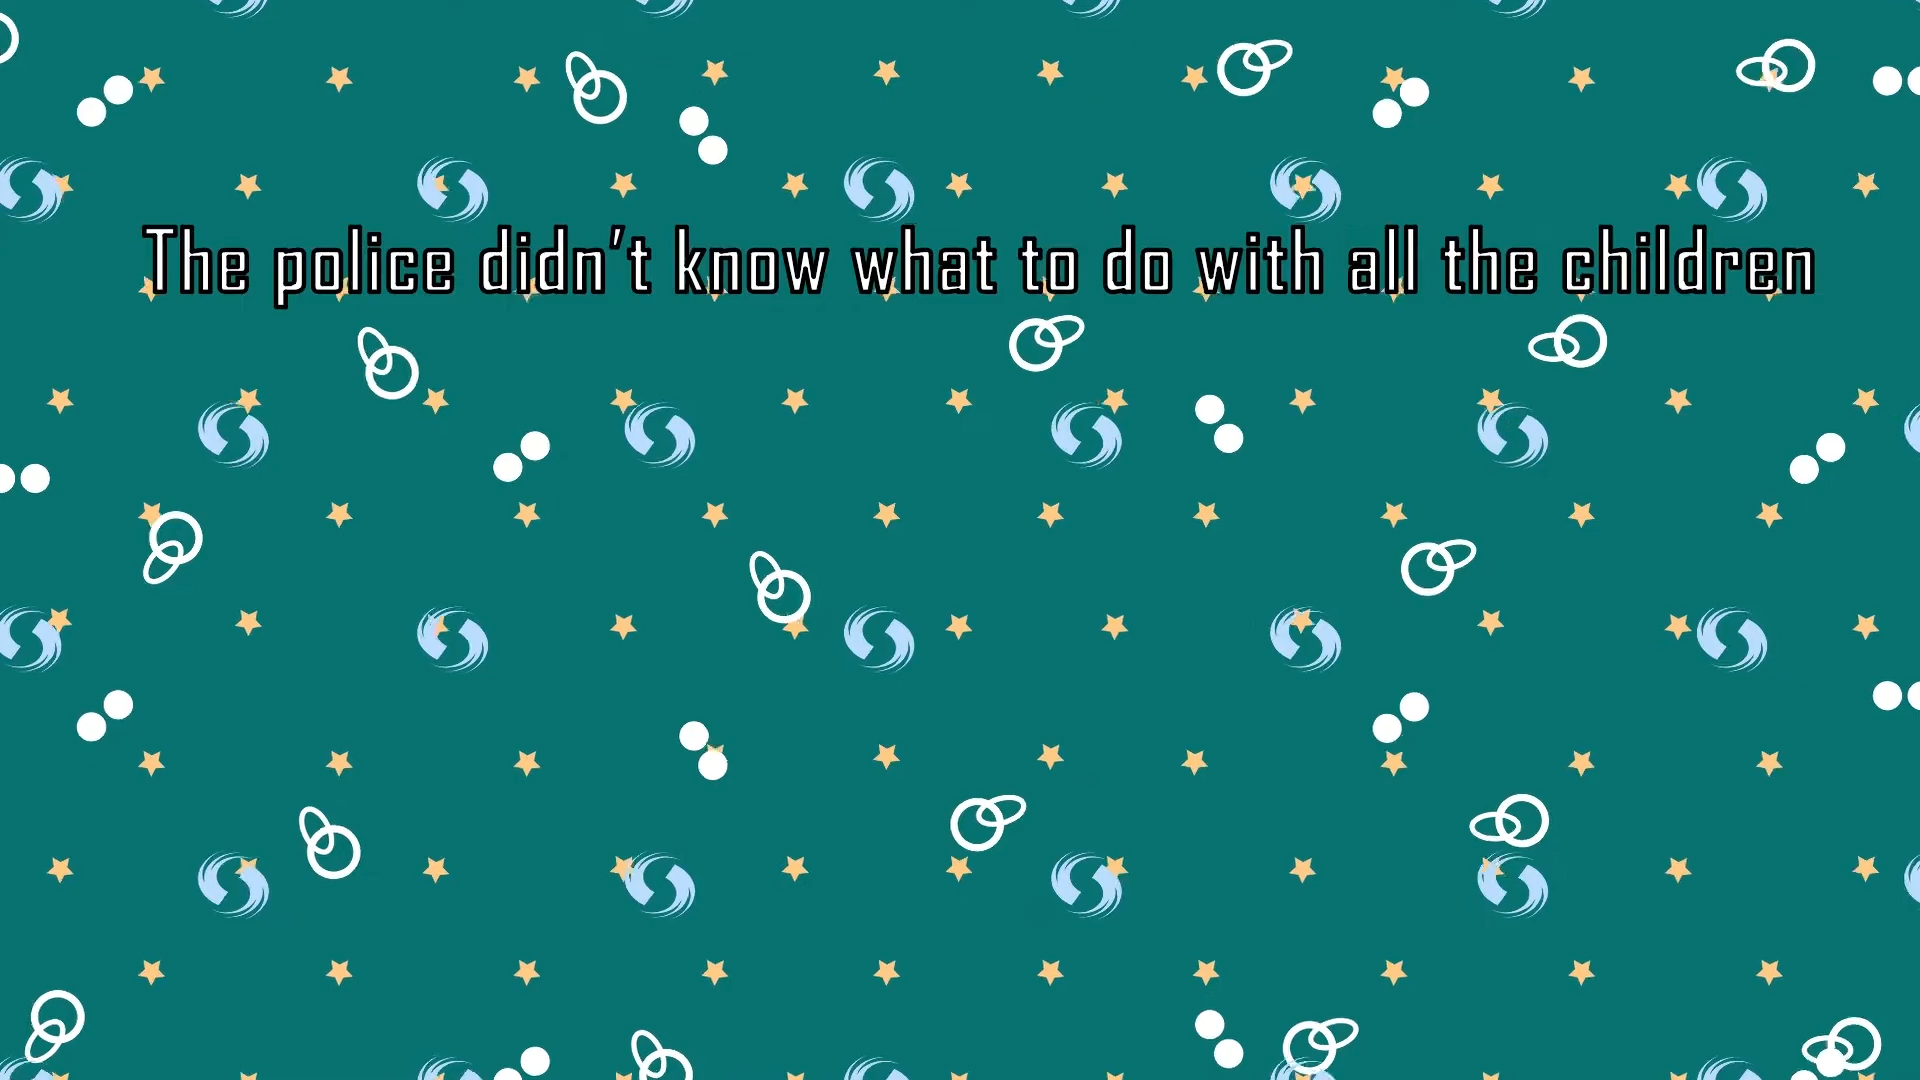 The police didn’t know what to do with all the children